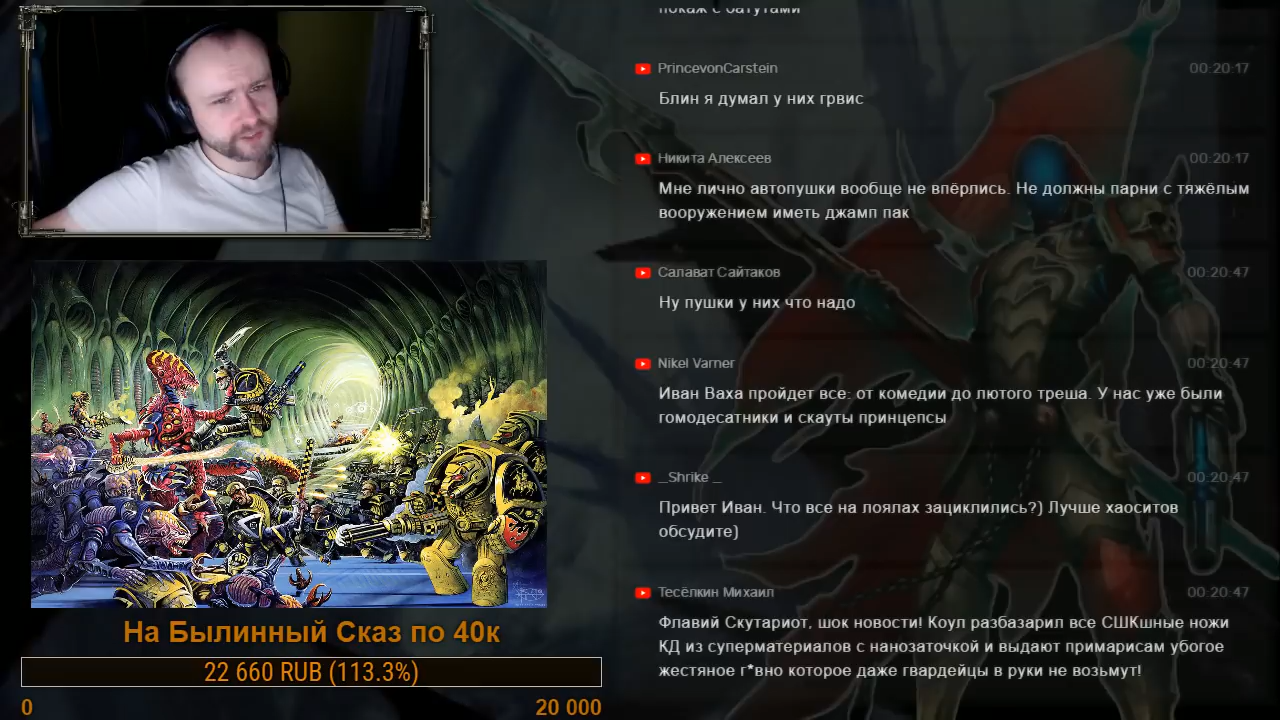 покаж с батутами
PrincevonCarstein 00:20:17
Блин я думал у них грвис
Никита Алексеев 00:20:17
Мне лично автопушки вообще не впёрлись. Не должны парни с тяжёлым
вооружением иметь джамп пак
Салават Сайтаков 00:20:47
Ну пушки у них что надо
Nikel Varner 00:20:47
Иван Ваха пройдет все: от комедии до лютого треша. У нас уже были
гомодесатники и скауты принцепсы
_Shrike _ 00:20:47
Привет Иван. Что все на лоялах зациклились?) Лучше хаоситов
обсудите)
Тесёлкин Михаил 00:20:47
Флавий Скутариот, шок новости! Коул разбазарил все СШКшные ножи
КД из суперматериалов с нанозаточкой и выдают примарисам убогое
жестяное г*вно которое даже гвардейцы в руки не возьмут!
На Былинный Сказ по 40к
22 660 RUB (113.3%)
0 20 000